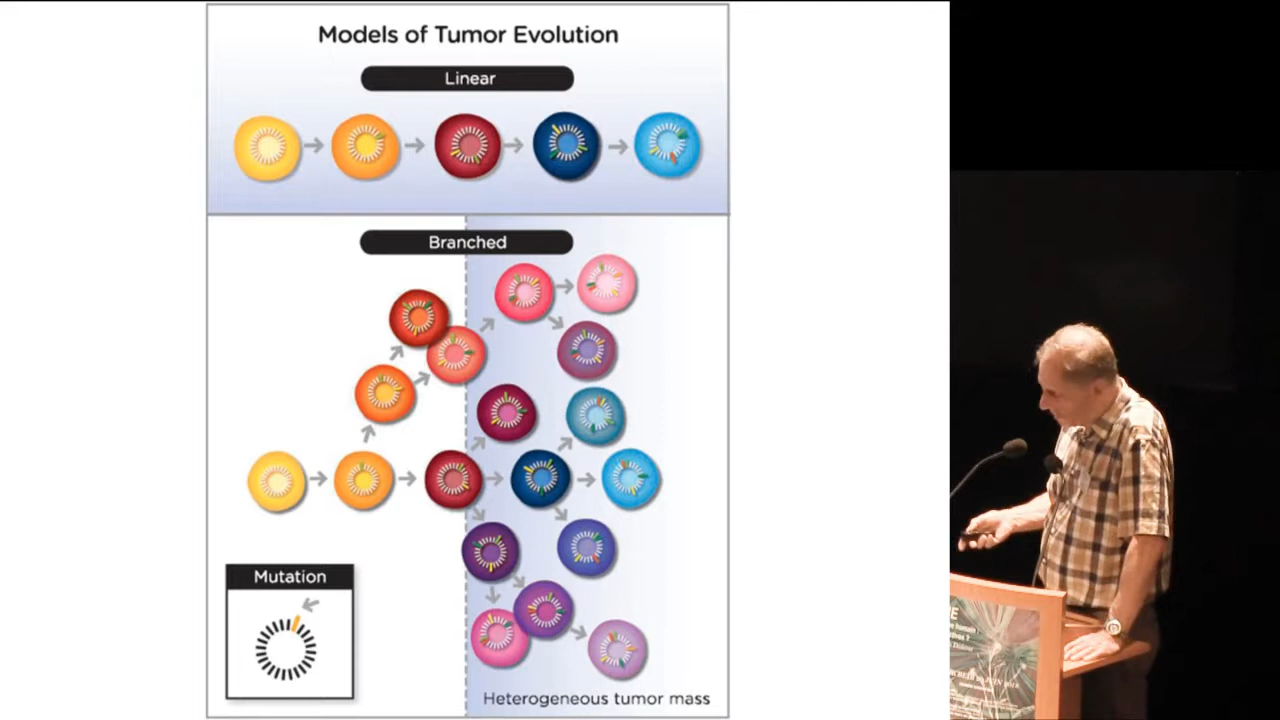 Models of Tumor Evolution
Linear
Branched
Mutation
Heterogeneous tumor mass